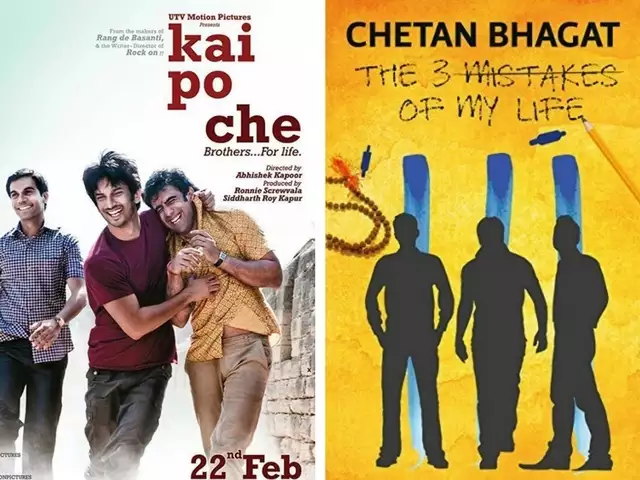 UTV Motion Pictures
Presents
From the makers of
Rang de Basanti,
& the Writer-Director of
Rock on !!
kai
po
che
Brothers...For life.
Directed by
Abhishek Kapoor
Produced by
Ronnie Screwvala
Siddharth Roy Kapur
22nd Feb
CTURES
ONPICTURES
CHETAN BHAGAT
THE 3 MISTAKES
OF MY LIFE